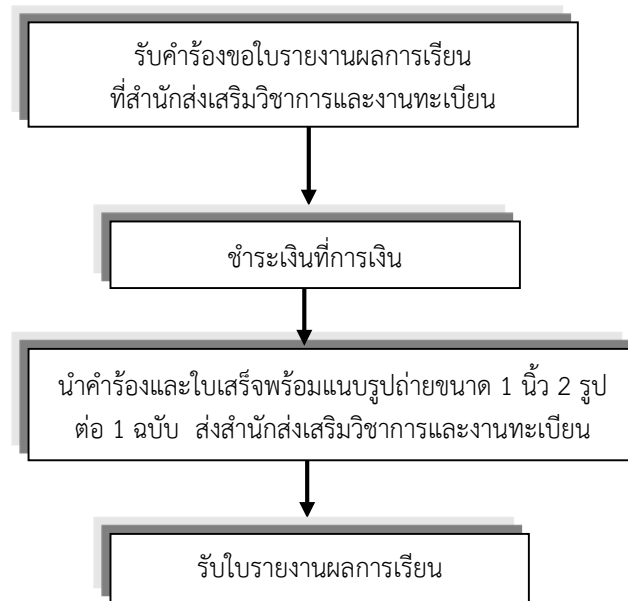 รับคำร้องขอใบรายงานผลการเรียน
ที่สำนักส่งเสริมวิชาการและงานทะเบียน
ชำระเงินที่การเงิน
นำคำร้องและใบเสร็จพร้อมแนบรูปถ่ายขนาด 1 นิ้ว 2 รูป
ต่อ 1 ฉบับ ส่งสำนักส่งเสริมวิชาการและงานทะเบียน
รับใบรายงานผลการเรียน